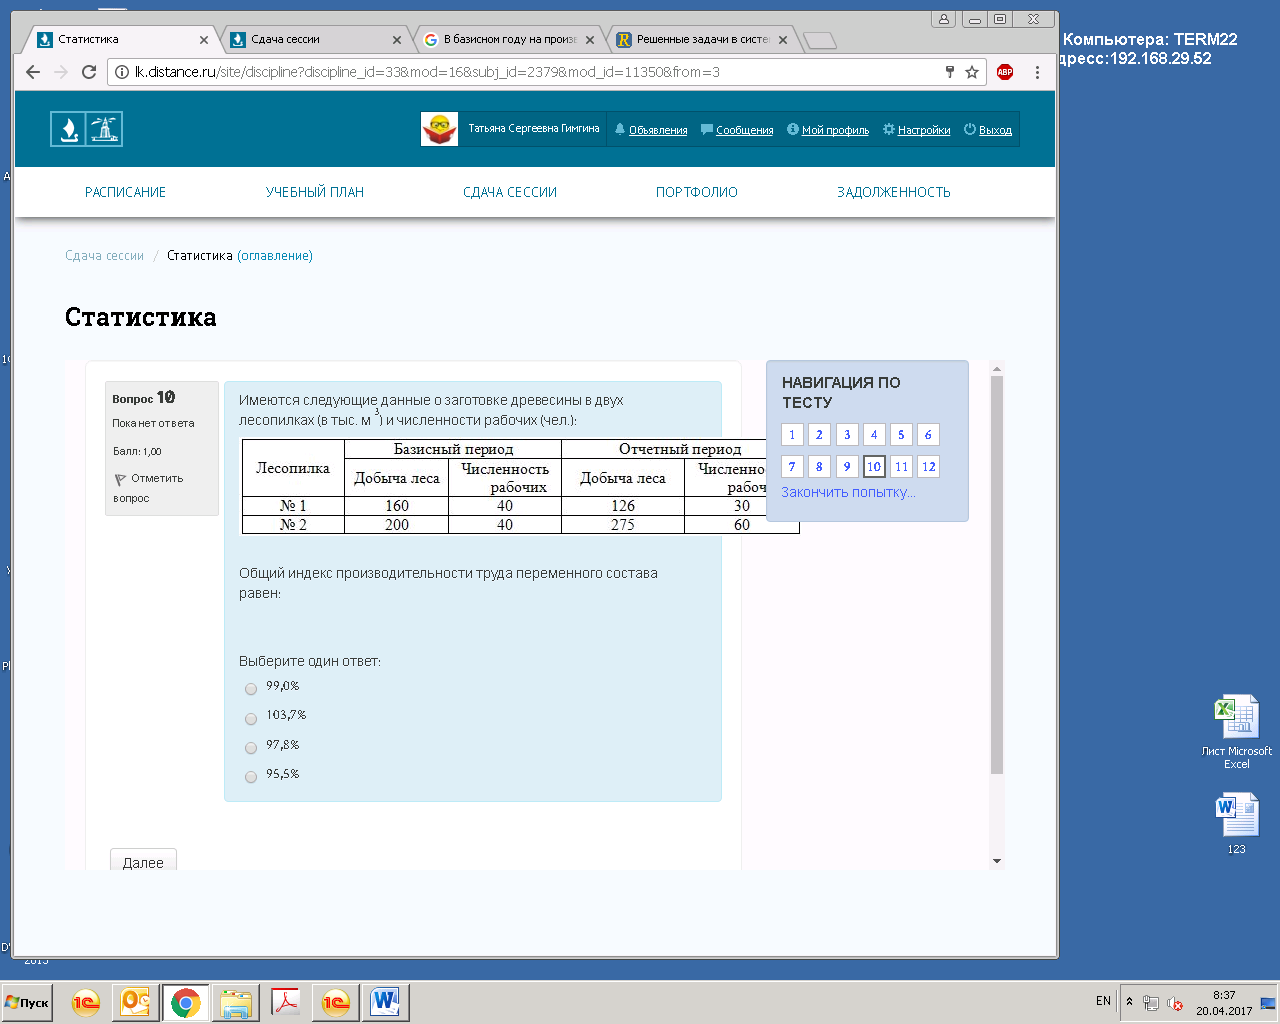 Статистика
Сдача сессии
В базисном году на произв
Решенные задачи в систе
Компьютера: TERM22
дресс:192.168.29.52
lk.distance.ru/site/discipline?discipline_id=33&mod=16&subj_id=2379&mod_id=11350&from=3
ABP
Татьяна Сергеевна Гимгина
Объявления
Сообщения
Мой профиль
Настройки
Выход
РАСПИСАНИЕ
УЧЕБНЫЙ ПЛАН
СДАЧА СЕССИИ
ПОРТФОЛИО
ЗАДОЛЖЕННОСТЬ
Сдача сессии / Статистика (оглавление)
Статистика
Вопрос 10
Пока нет ответа
Балл: 1,00
Отметить
вопрос
Имеются следующие данные о заготовке древесины в двух
лесопилках (в тыс. м 3) и численности рабочих (чел.):
Лесопилка
Базисный период
Отчетный период
Добыча леса
Численность
рабочих
Добыча леса
Числен
рабоч
№ 1 160 40 126 30
№ 2 200 40 275 60
Общий индекс производительности труда переменного состава
равен:
Выберите один ответ:
99,0%
103,7%
97,8%
95,5%
Далее
НАВИГАЦИЯ ПО
ТЕСТУ
1 2 3 4 5 6
7 8 9 10 11 12
Закончить попытку...
Лист Microsoft
Excel
123
2013
Пуск
EN
8:37
20.04.2017